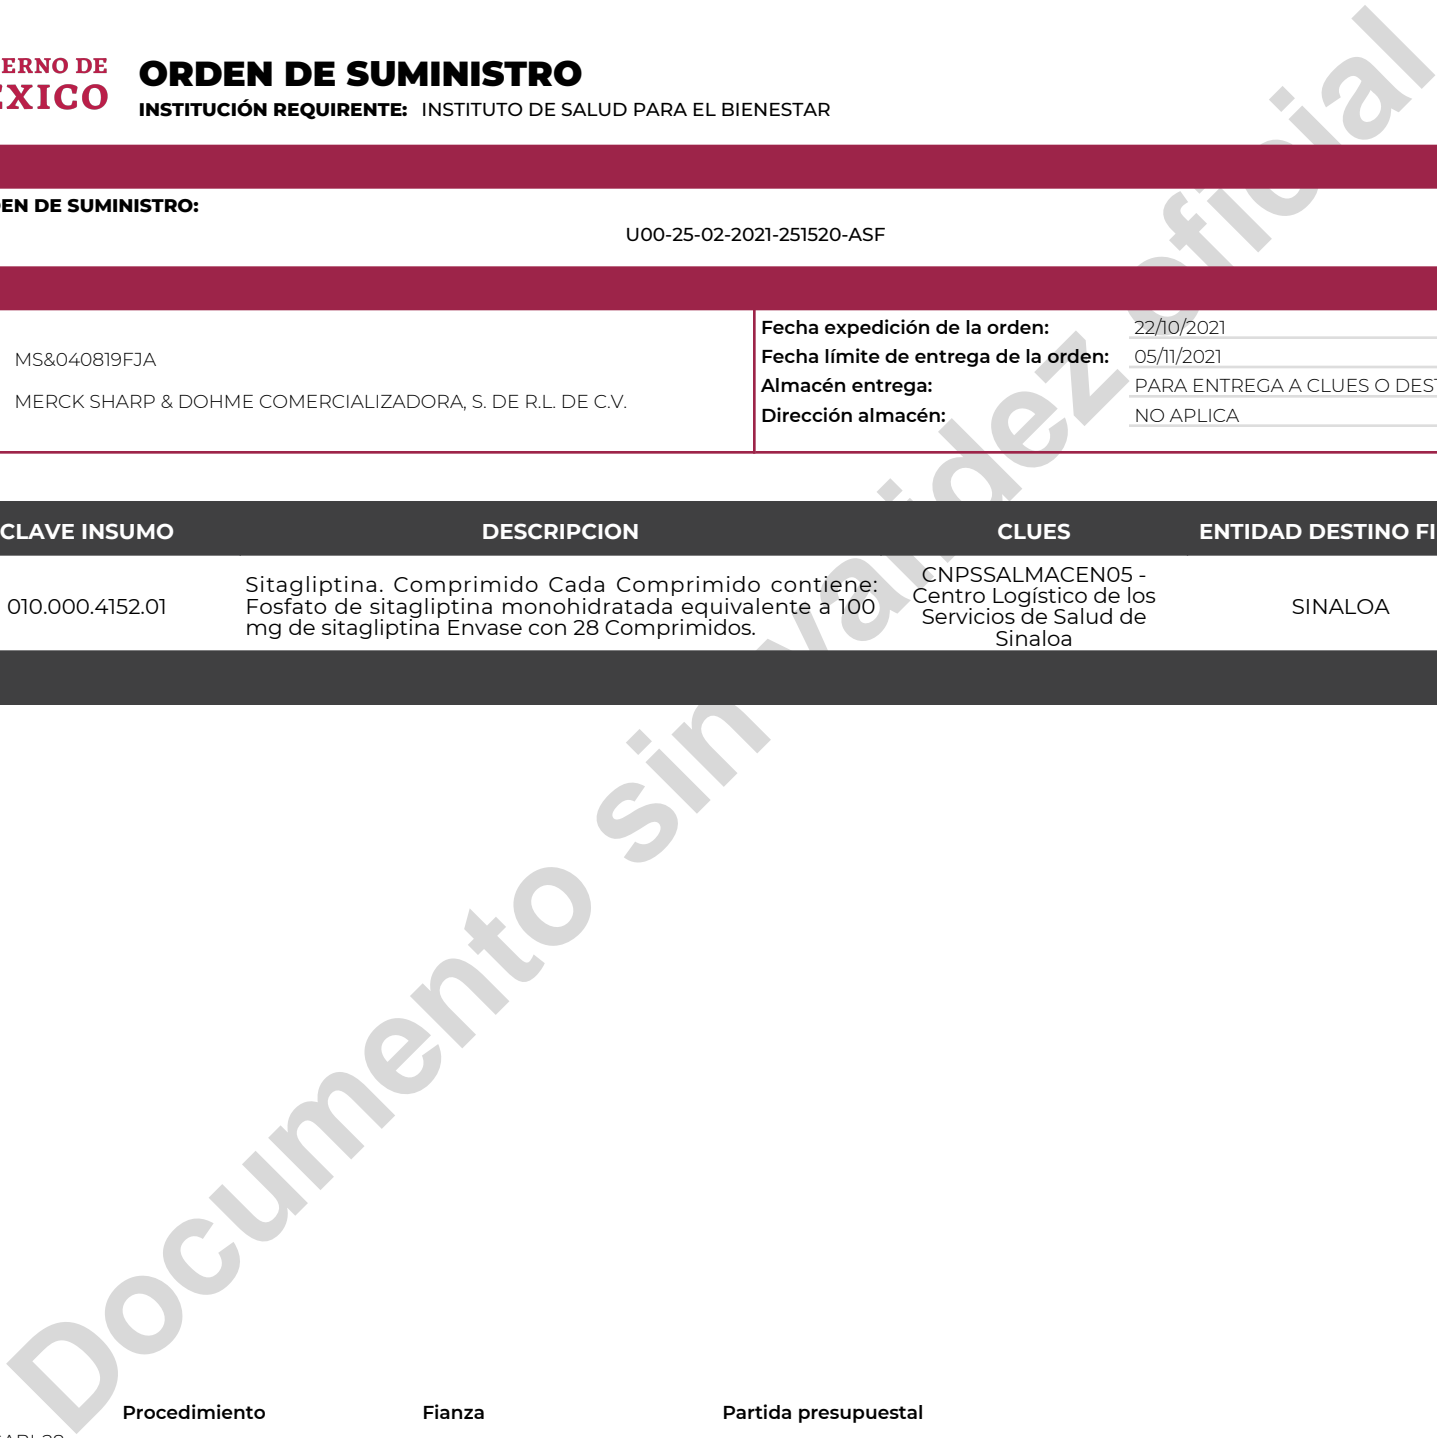 ERNO DE
EXICO
ORDEN DE SUMINISTRO
INSTITUCIÓN REQUIRENTE: INSTITUTO DE SALUD PARA EL BIENESTAR
EN DE SUMINISTRO:
U00-25-02-2021-251520-ASF
MS&040819FJA
MERCK SHARP & DOHME COMERCIALIZADORA, S. DE R.L. DE C.V.
Fecha expedición de la orden: 22/10/2021
Fecha límite de entrega de la orden: 05/11/2021
Almacén entrega: PARA ENTREGA A CLUES O DEST
Dirección almacén: NO APLICA
CLAVE INSUMO DESCRIPCION CLUES ENTIDAD DESTINO FI
010.000.4152.01
Sitagliptina. Comprimido Cada Comprimido contiene:
Fosfato de sitagliptina monohidratada equivalente a 100
mg de sitagliptina Envase con 28 Comprimidos.
CNPSSALMACEN05 -
Centro Logístico de los
Servicios de Salud de
Sinaloa
SINALOA
Documento sin validez oficial
Procedimiento Fianza Partida presupuestal